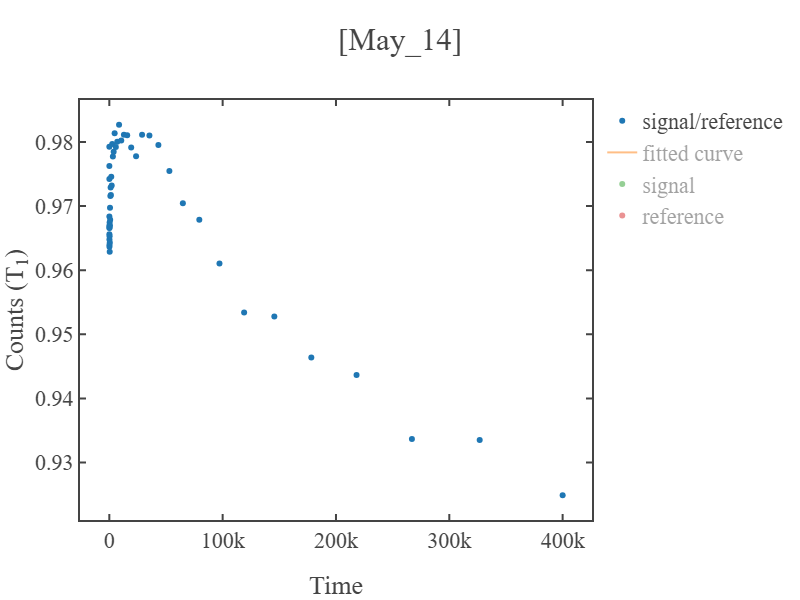 [May_14]
signal/reference
fitted curve
signal
reference
0.98
0.97
0.96
0.95
0.94
0.93
Counts (T1)
0
100k
200k
300k
400k
Time